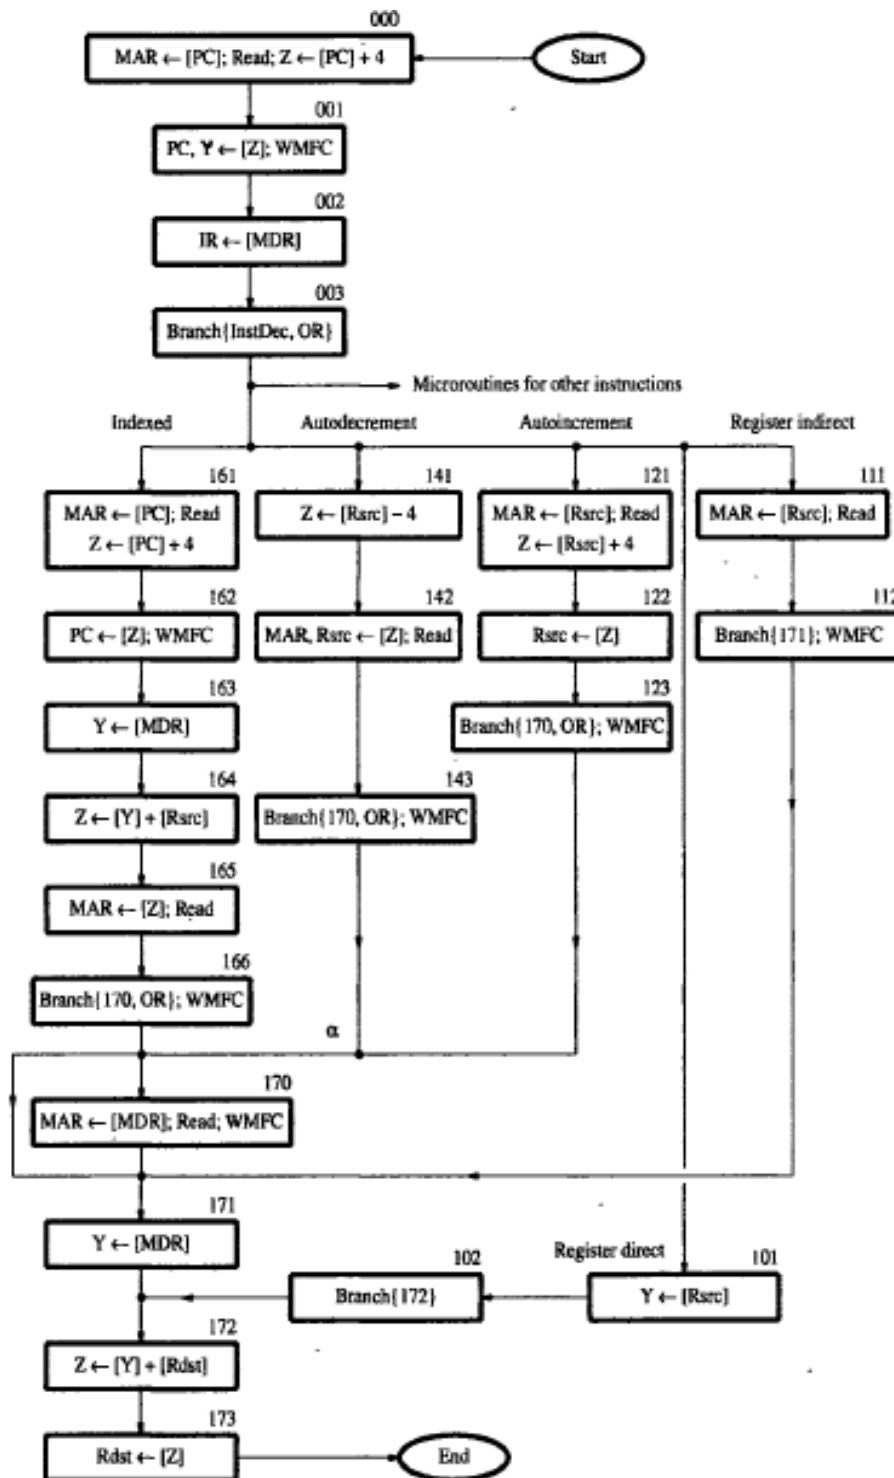 000
MAR ← [PC]; Read; Z ← [PC] + 4
Start
001
PC, Y ← [Z]; WMFC
002
IR ← [MDR]
003
Branch{InstDec, OR}
Microroutines for other instructions
Indexed
Autodecrement
Autoincrement
Register indirect
161
141
121
111
MAR ← [PC]; Read
Z ← [PC] + 4
Z ← [Rsrc] – 4
MAR ← [Rsrc]; Read
Z ← [Rsrc] + 4
MAR ← [Rsrc]; Read
162
142
122
112
PC ← [Z]; WMFC
MAR, Rsrc ← [Z]; Read
Rsrc ← [Z]
Branch{171}; WMFC
163
123
Y ← [MDR]
Branch{170, OR}; WMFC
164
143
Z ← [Y] + [Rsrc]
Branch{170, OR}; WMFC
165
MAR ← [Z]; Read
166
Branch{170, OR}; WMFC
α
170
MAR ← [MDR]; Read; WMFC
171
Y ← [MDR]
Register direct
102
101
Branch{172}
Y ← [Rsrc]
172
Z ← [Y] + [Rdst]
173
Rdst ← [Z]
End